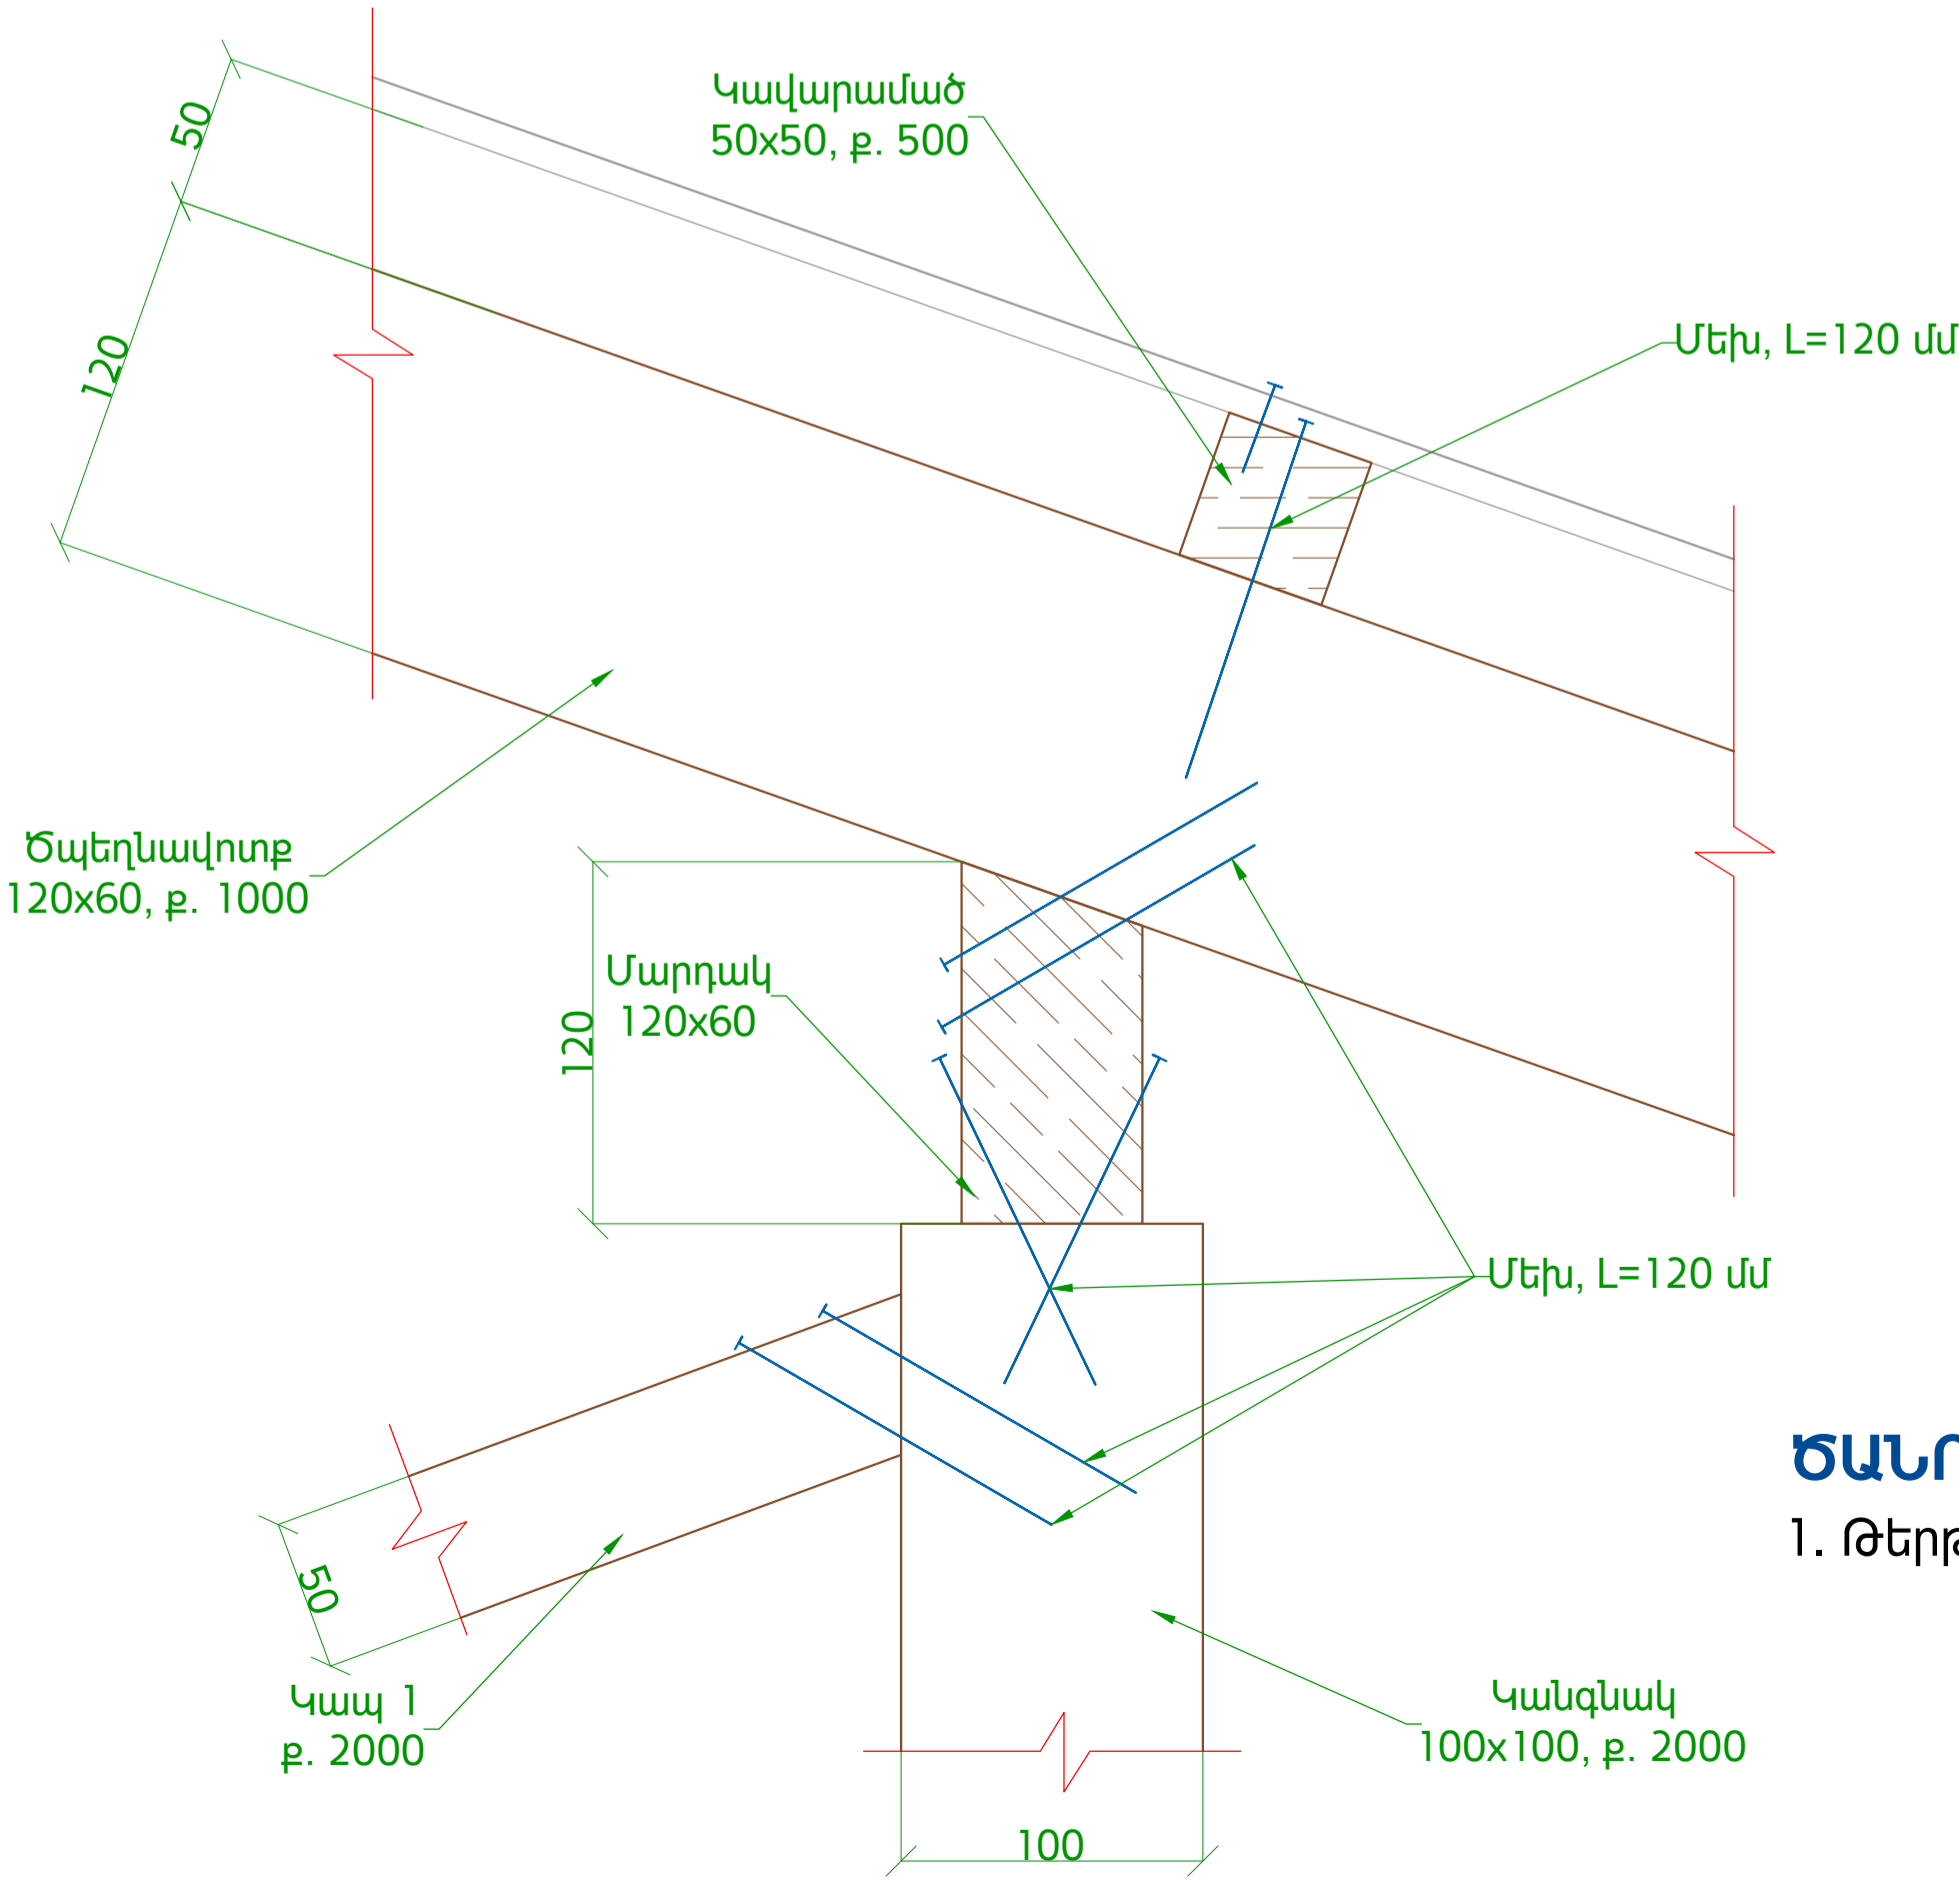 50
Կավարամած
50x50, ք. 500
120
Մեխ, L=120 մմ
Ծպեղնավոտք
120x60, ք. 1000
Մարդակ
120x60
120
Մեխ, L=120 մմ
1.
50
Կապ 1
ք. 2000
Կանգնակ
100x100, ք. 2000
100